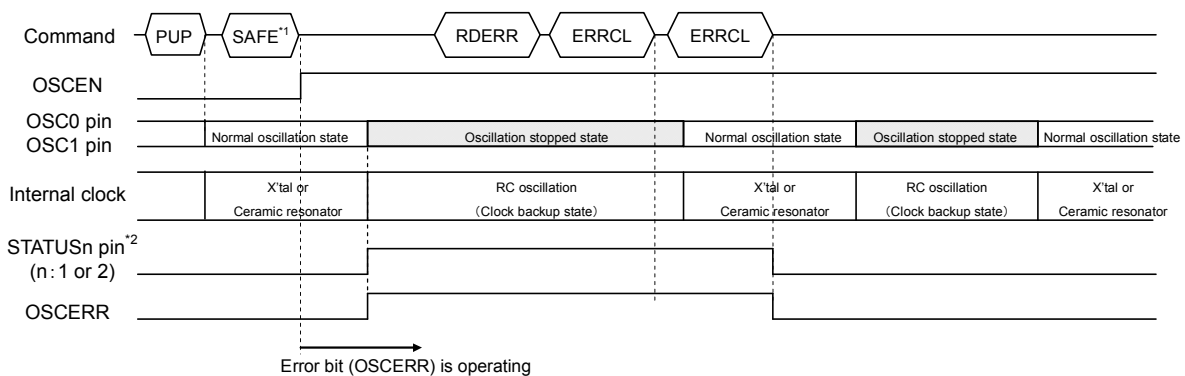 Command PUP SAFE*1 RDERR ERRCL ERRCL
OSCEN
OSC0 pin
OSC1 pin
Normal oscillation state Oscillation stopped state Normal oscillation state Oscillation stopped state Normal oscillation state
Internal clock
X'tal or RC oscillation X'tal or RC oscillation X'tal or
Ceramic resonator (Clock backup state) Ceramic resonator (Clock backup state) Ceramic resonator
STATUSn pin*2
(n:1 or 2)
OSCERR
Error bit (OSCERR) is operating